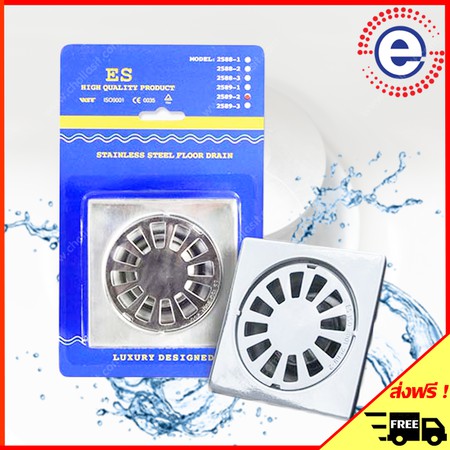 ES
HIGH QUALITY PRODUCT
ISO9001 CE 0035
MODEL: 2588-1
2588-2
2588-3
2589-1
2589-2
2589-3
STAINLESS STEEL FLOOR DRAIN
LUXURY DESIGNED
e
ส่งฟรี !
FREE